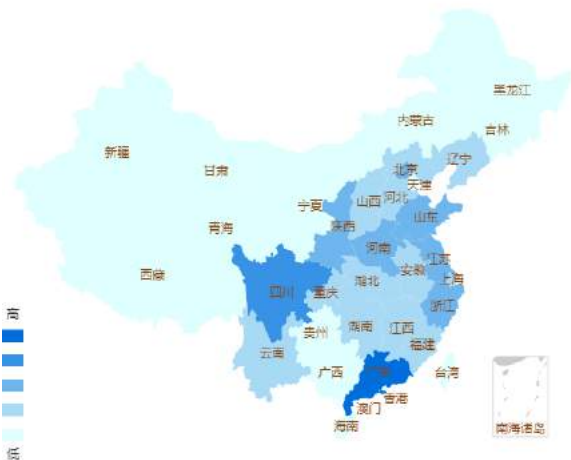 黑龙江
内蒙古
吉林
新疆
辽宁
甘肃
北京
天津
宁夏
山西
河北
山东
陕西
青海
河南
江苏
西藏
安徽
上海
四川
重庆
湖北
浙江
高
贵州
湖南
江西
福建
云南
广西
广东
台湾
香港
澳门
海南
南海诸岛
低